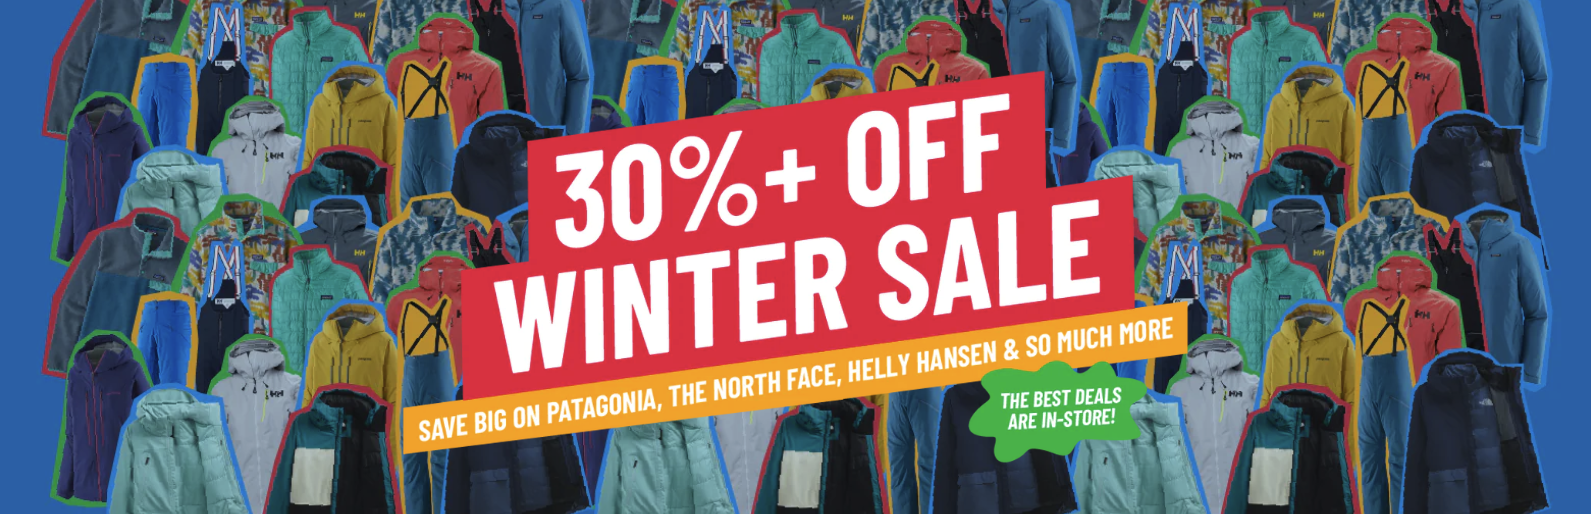 30%+ OFF
WINTER SALE
SAVE BIG ON PATAGONIA, THE NORTH FACE, HELLY HANSEN & SO MUCH MORE
THE BEST DEALS
ARE IN-STORE!